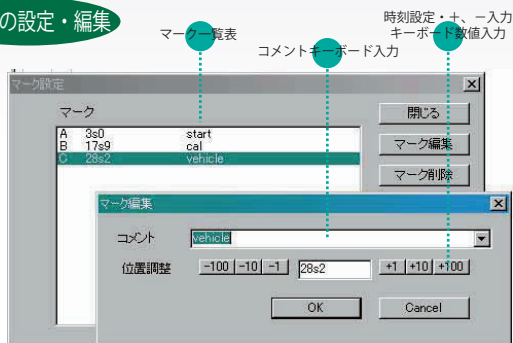 の設定・編集
マーク一覧表
コメントキーボード入力
時刻設定・+、-入力
キーボード数値入力
マーク設定
マーク
閉じる
A 3s0 start
B 17s9 cal
C 28s2 vehicle
マーク編集
マーク削除
マーク編集
コメント vehicle
位置調整 -100 -10 -1 28s2 +1 +10 +100
OK Cancel